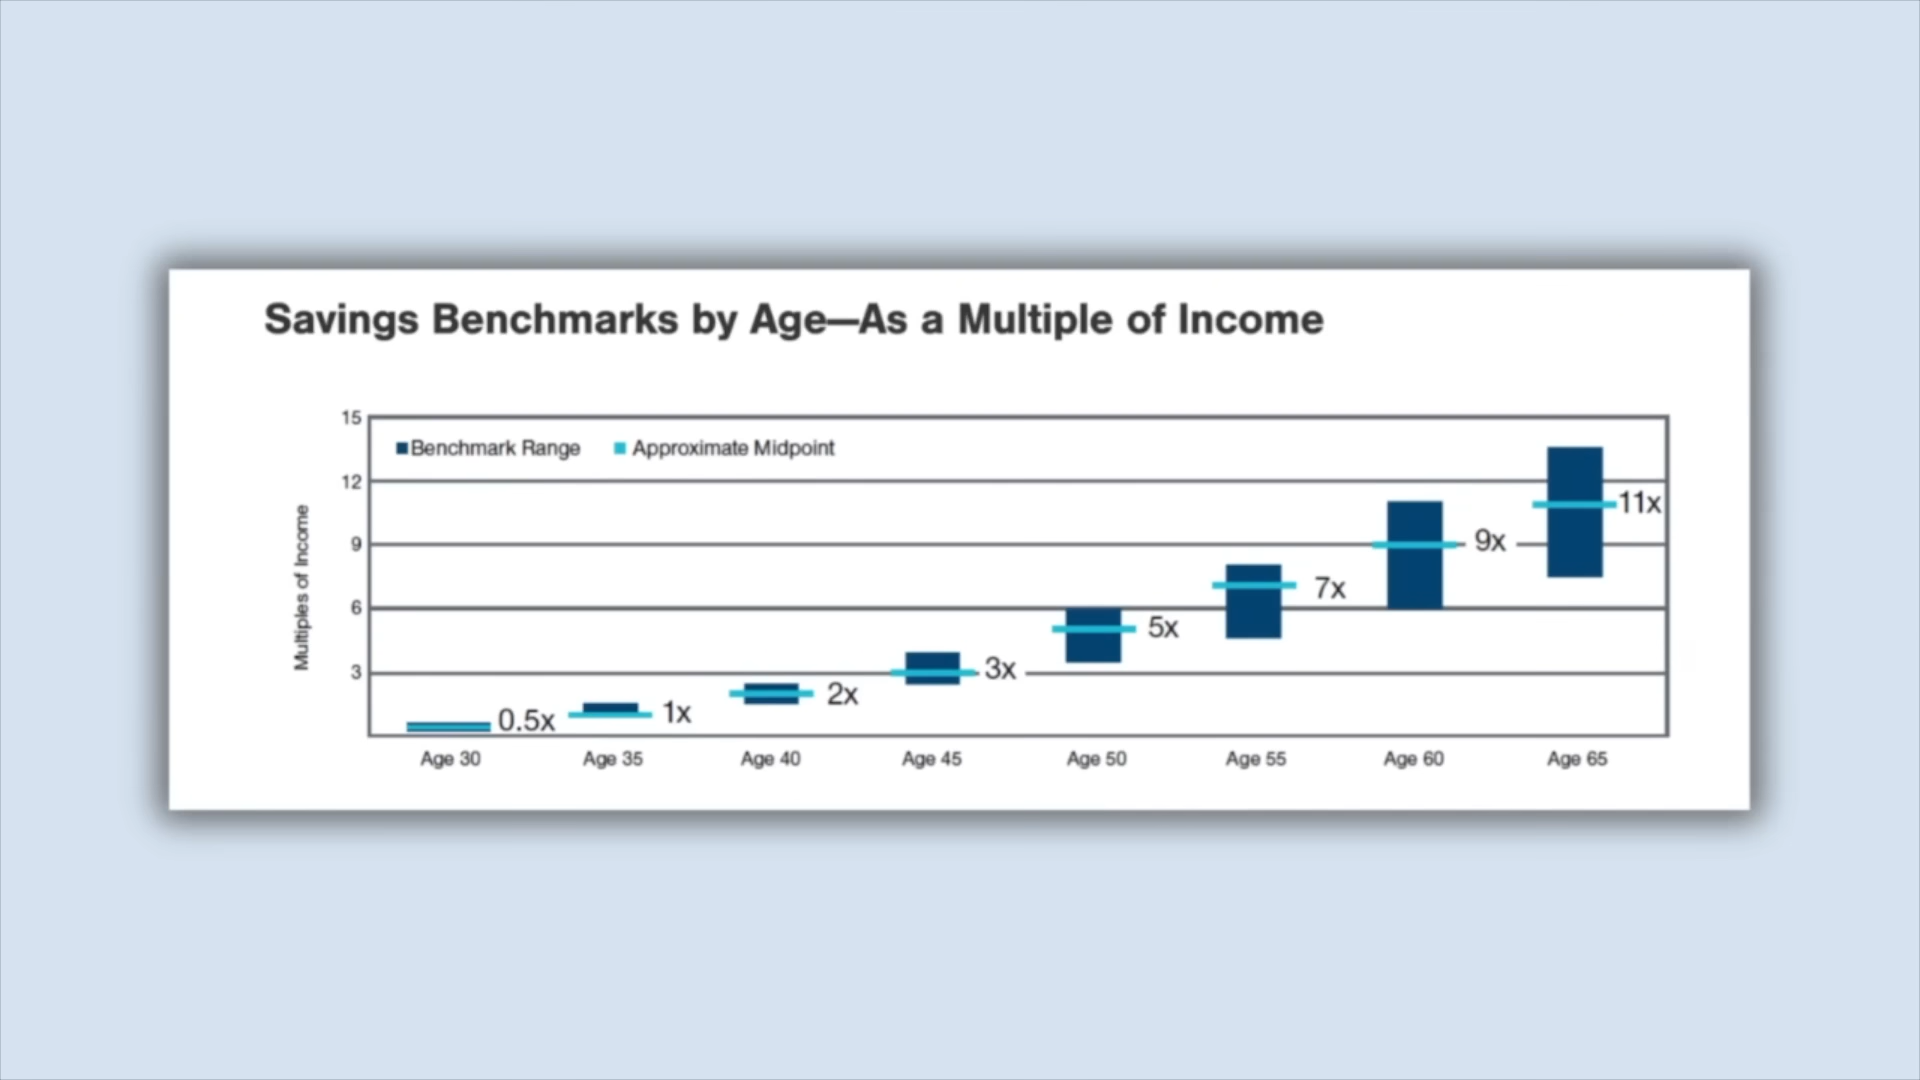 Savings Benchmarks by Age—As a Multiple of Income
15
Benchmark Range Approximate Midpoint
12
11x
9
9x
Multiples of Income
7x
6
5x
3
3x
2x
1x
0.5x
Age 30 Age 35 Age 40 Age 45 Age 50 Age 55 Age 60 Age 65